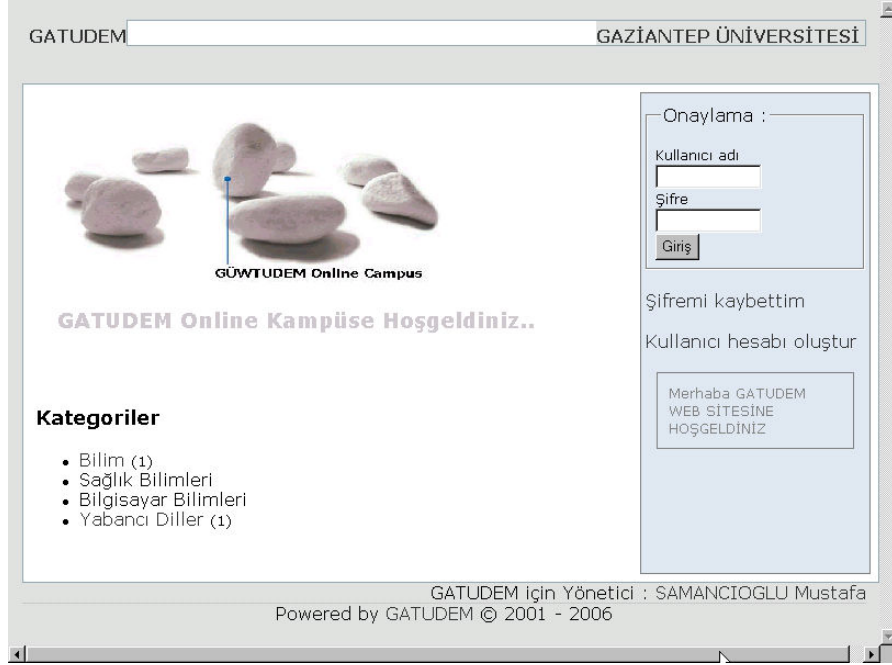 GATUDEM GAZİANTEP ÜNİVERSİTESİ
GÜWTUDEM Online Campus
GATUDEM Online Kampüse Hoşgeldiniz..
Kategoriler
Bilim (1)
Sağlık Bilimleri
Bilgisayar Bilimleri
Yabancı Diller (1)
Onaylama :
Kullanıcı adı
Şifre
Giriş
Şifremi kaybettim
Kullanıcı hesabı oluştur
Merhaba GATUDEM
WEB SİTESİNE
HOŞGELDİNİZ
GATUDEM için Yönetici : SAMANCIOGLU Mustafa
Powered by GATUDEM © 2001 - 2006